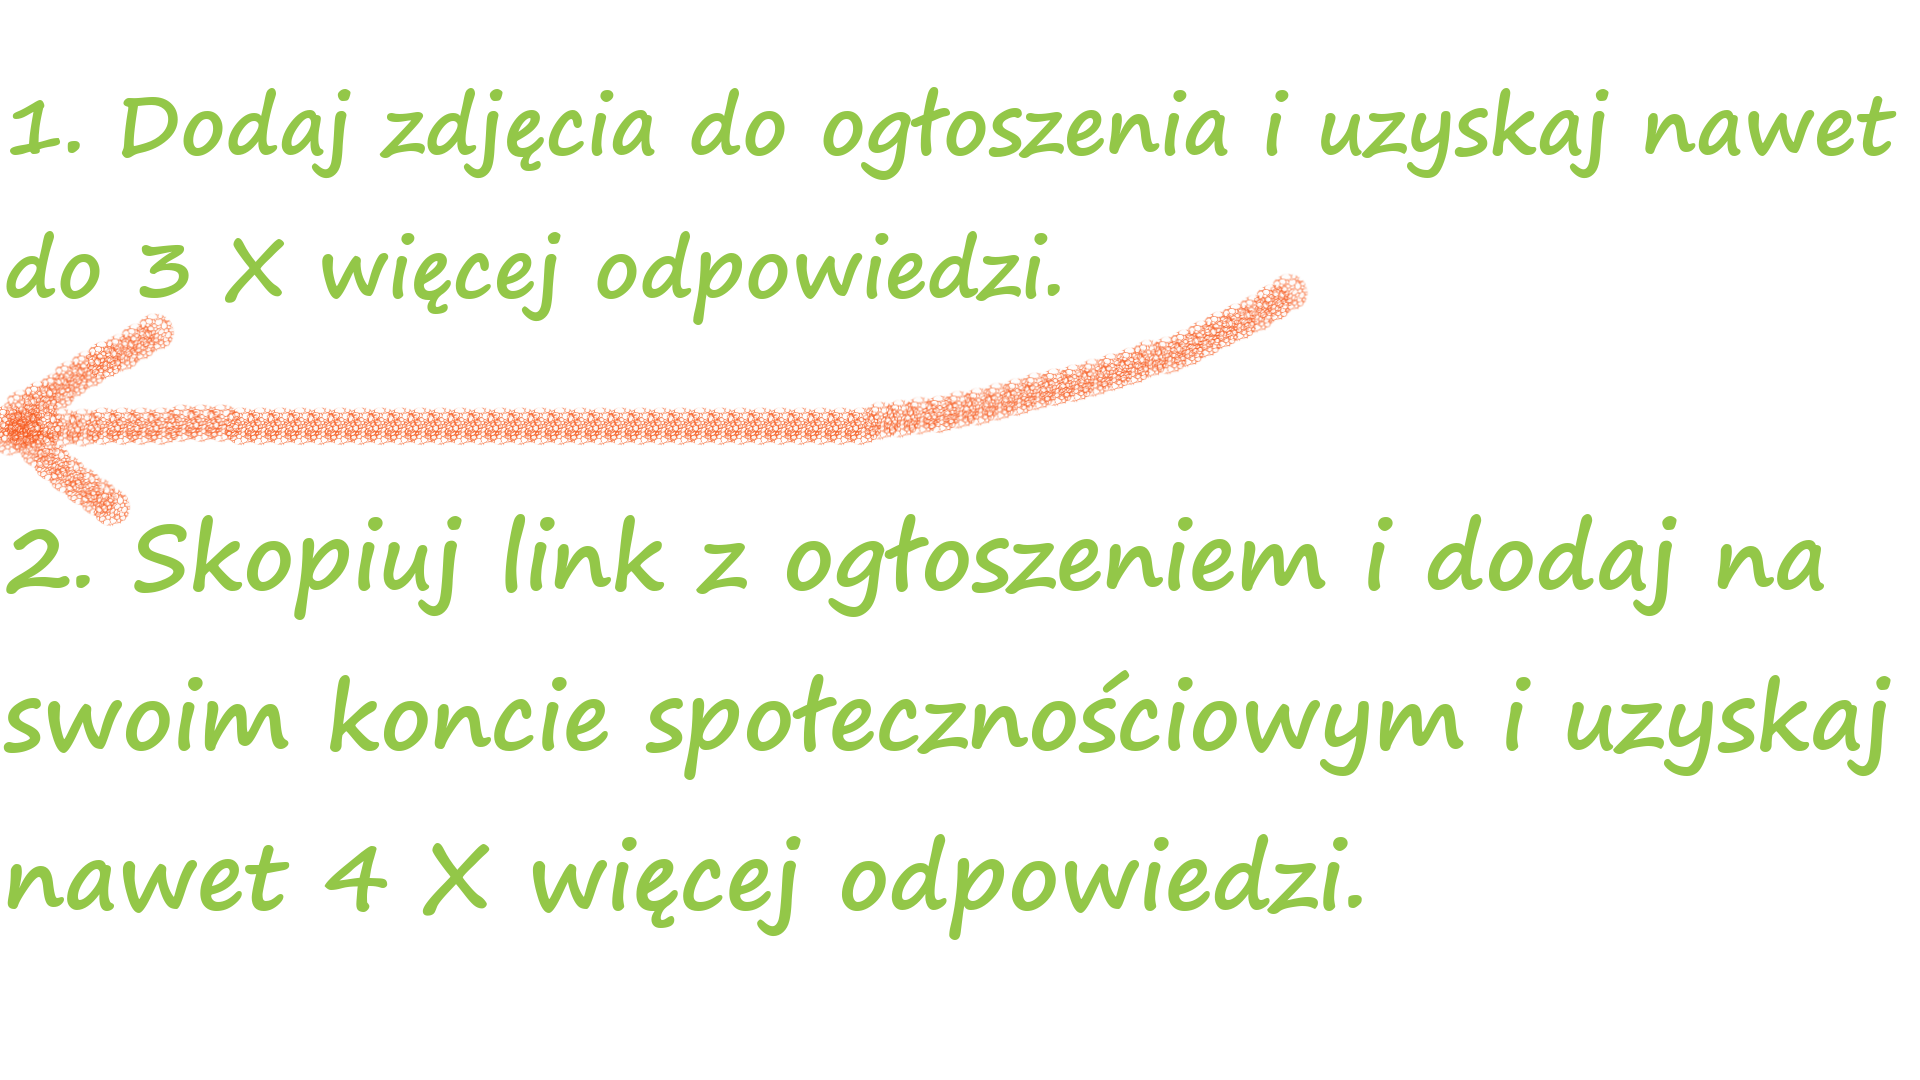 1. Dodaj zdjęcia do ogłoszenia i uzyskaj nawet
do 3 X więcej odpowiedzi.
2. Skopiuj link z ogłoszeniem i dodaj na
swoim koncie społecznościowym i uzyskaj
nawet 4 X więcej odpowiedzi.